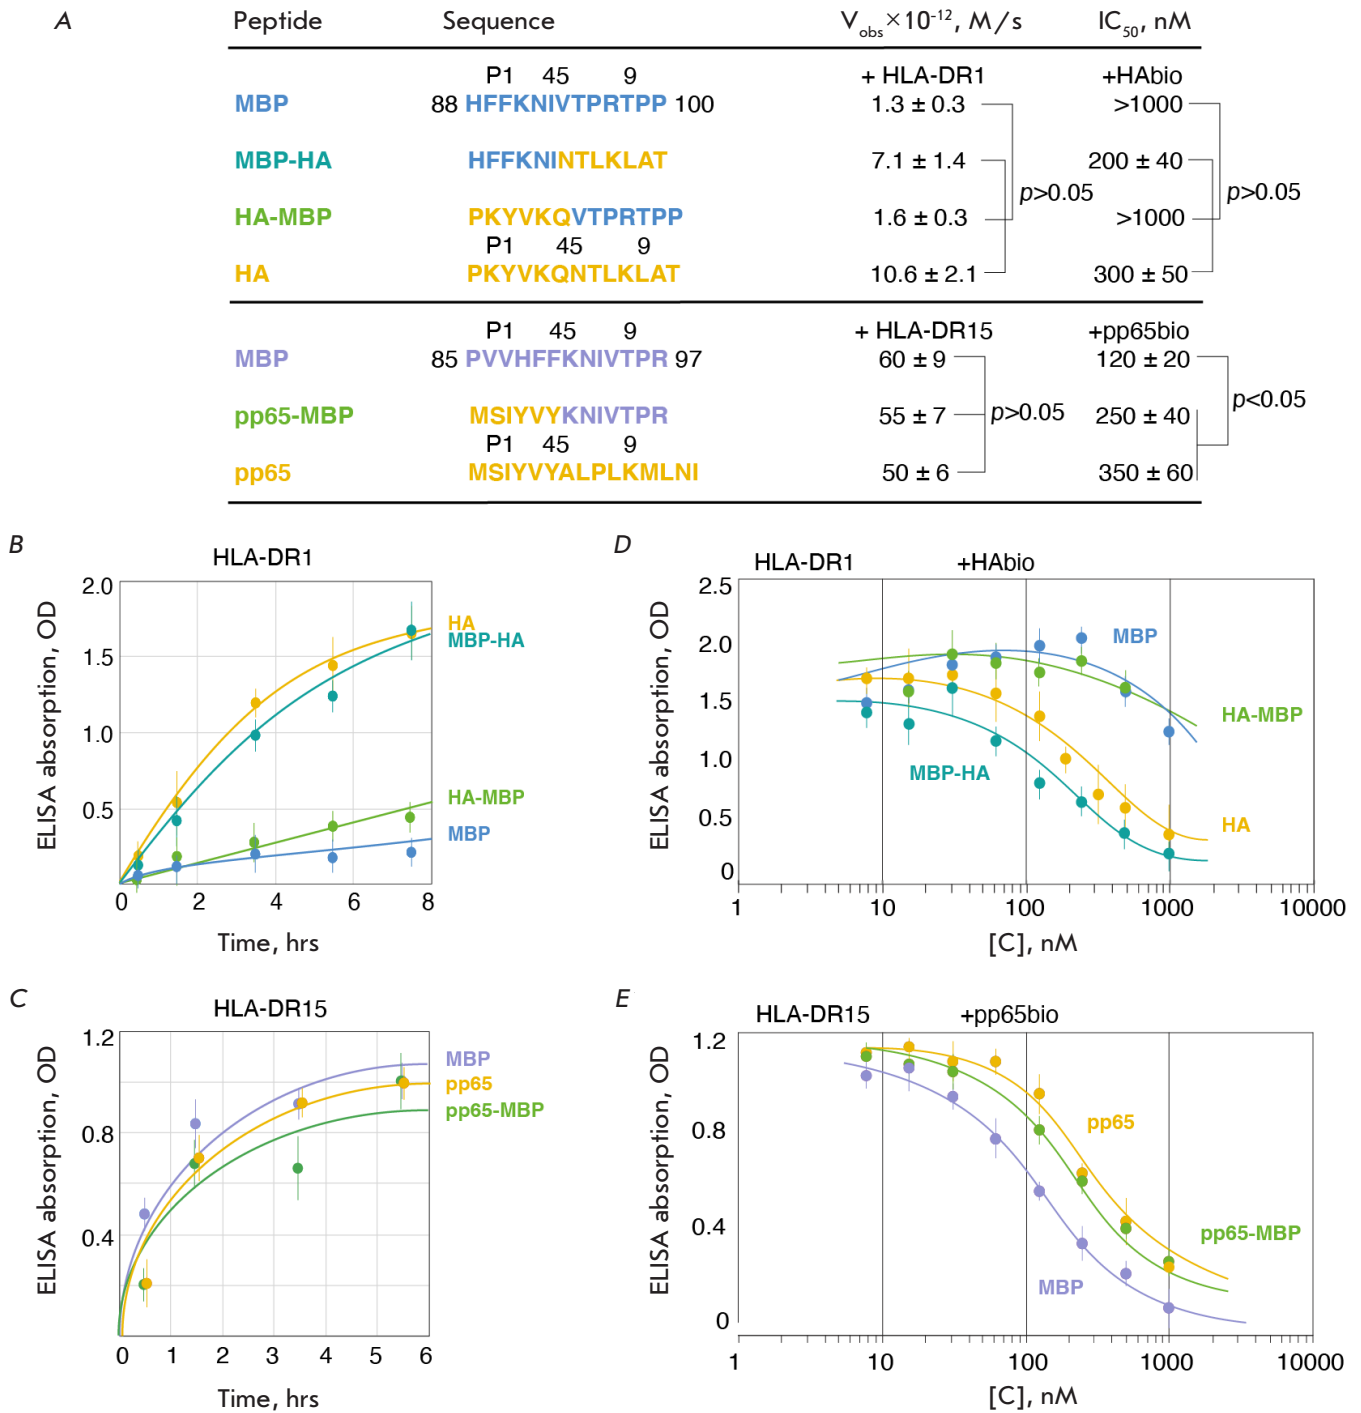 A Peptide Sequence Vobs×10-12, M/s IC50, nM
P1 45 9 + HLA-DR1 +HAbio
MBP 88 HFFKNIVTPRTPP 100 1.3 ± 0.3 >1000
MBP-HA HFFKNINTLKLAT 7.1 ± 1.4 200 ± 40
p>0.05 p>0.05
HA-MBP PKYVKQVTPRTPP 1.6 ± 0.3 >1000
P1 45 9
HA PKYVKQNTLKLAT 10.6 ± 2.1 300 ± 50
P1 45 9 + HLA-DR15 +pp65bio
MBP 85 PVVHFFKNIVTPR 97 60 ± 9 120 ± 20
p<0.05
pp65-MBP MSIYVYKNIVTPR 55 ± 7 p>0.05 250 ± 40
P1 45 9
pp65 MSIYVYALPLKMLNI 50 ± 6 350 ± 60
B
HLA-DR1
ELISA absorption, OD
2.0
1.5
1.0
0.5
0 2 4 6 8
Time, hrs
HA
MBP-HA
HA-MBP
MBP
D
HLA-DR1 +HAbio
ELISA absorption, OD
2.5
2.0
1.5
1.0
0.5
0
1 10 100 1000 10000
[C], nM
MBP
HA-MBP
MBP-HA
HA
C
HLA-DR15
ELISA absorption, OD
1.2
0.8
0.4
0 1 2 3 4 5 6
Time, hrs
MBP
pp65
pp65-MBP
E
HLA-DR15 +pp65bio
ELISA absorption, OD
1.2
0.8
0.4
0
1 10 100 1000 10000
[C], nM
pp65
pp65-MBP
MBP